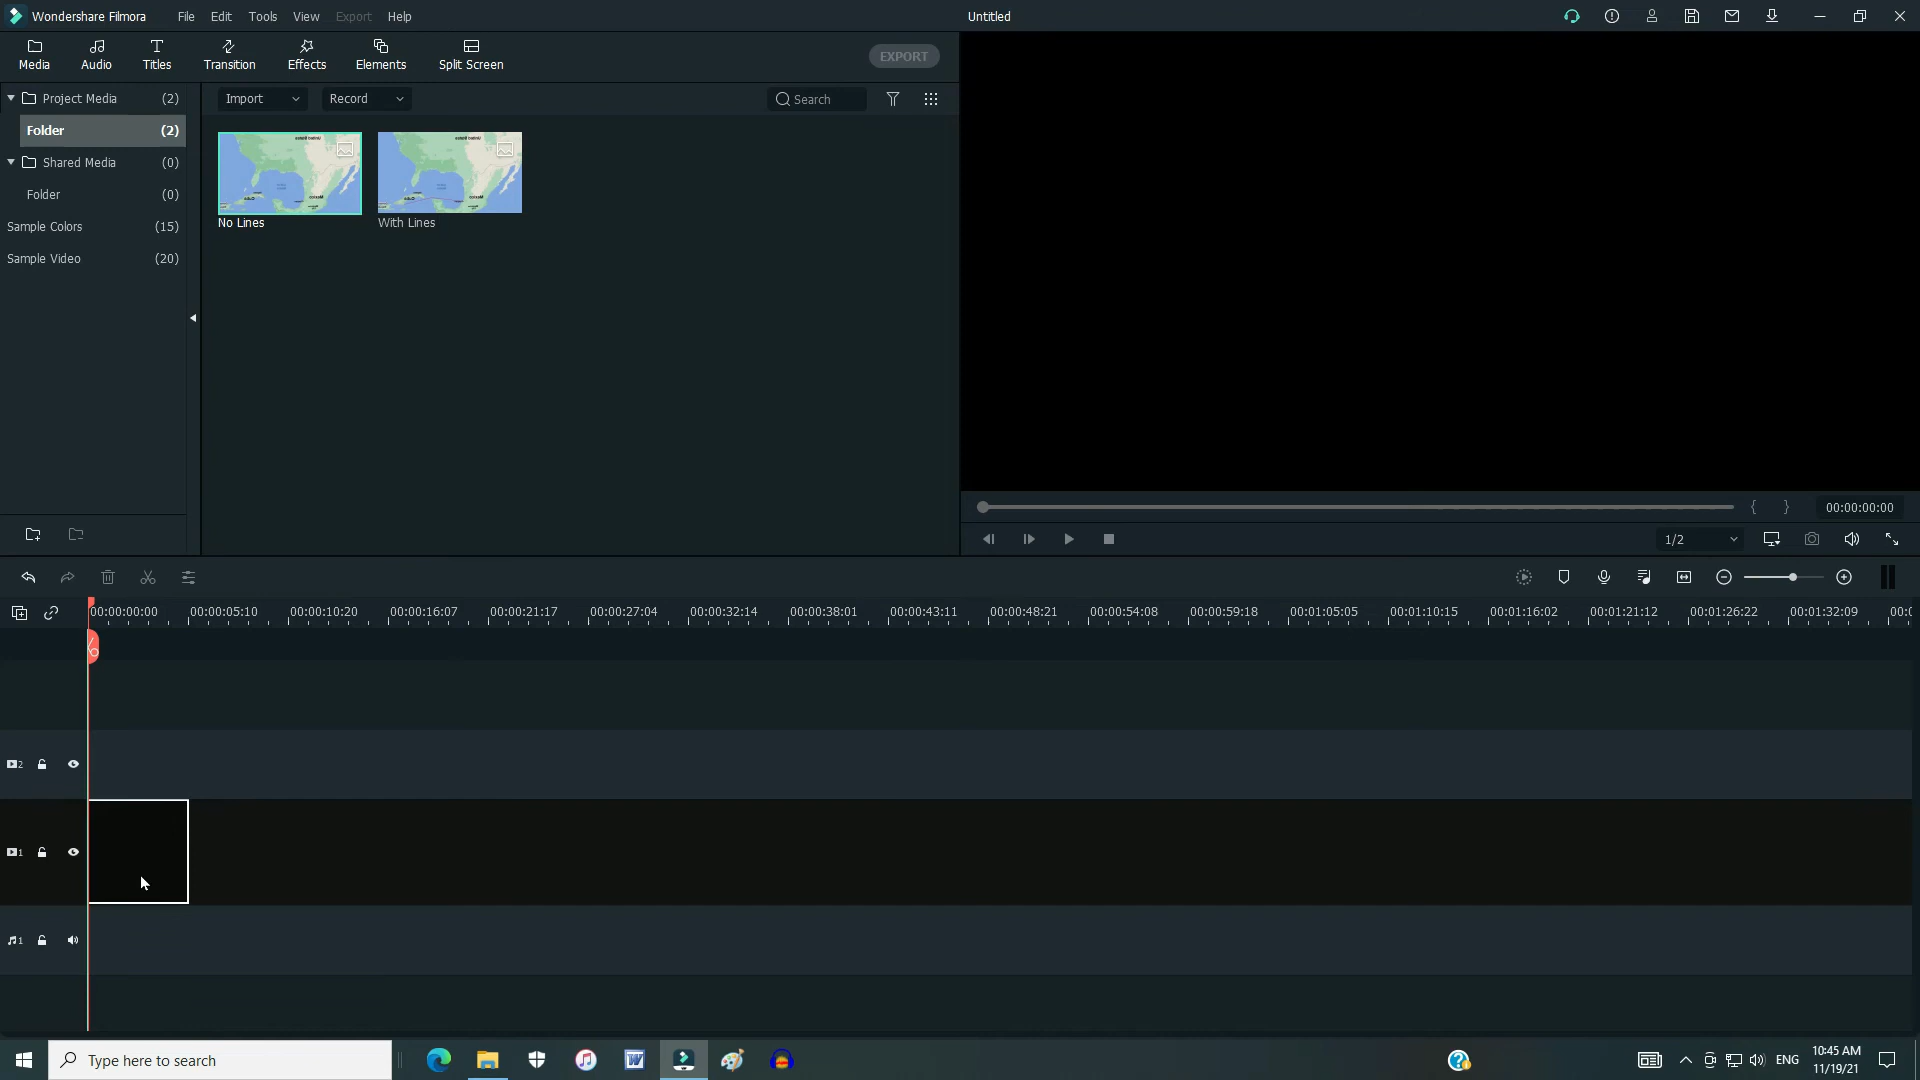 Wondershare Filmora File Edit Tools View Export Help Untitled
Media Audio Titles Transition Effects Elements Split Screen EXPORT
Project Media (2) Import Record Search
Folder (2)
Shared Media (0)
Folder (0)
No Lines With Lines
Sample Colors (15)
Sample Video (20)
{ } 00:00:00:00
1/2
00:00:00:00 00:00:05:10 00:00:10:20 00:00:16:07 00:00:21:17 00:00:27:04 00:00:32:14 00:00:38:01 00:00:43:11 00:00:48:21 00:00:54:08 00:00:59:18 00:01:05:05 00:01:10:15 00:01:16:02 00:01:21:12 00:01:26:22 00:01:32:09
2
1
1
Type here to search ENG 10:45 AM
11/19/21